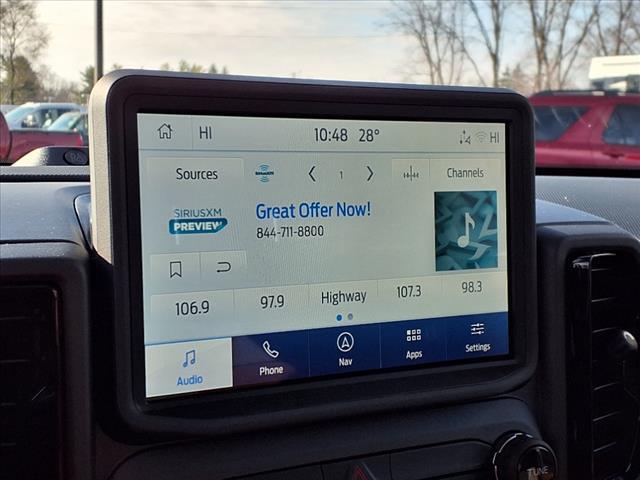 HI 10:48 28° HI
Sources siriusxm 1 Channels
SIRIUSXM
PREVIEW
Great Offer Now!
844-711-8800
106.9 97.9 Highway 107.3 98.3
Audio Phone Nav Apps Settings
TUNE